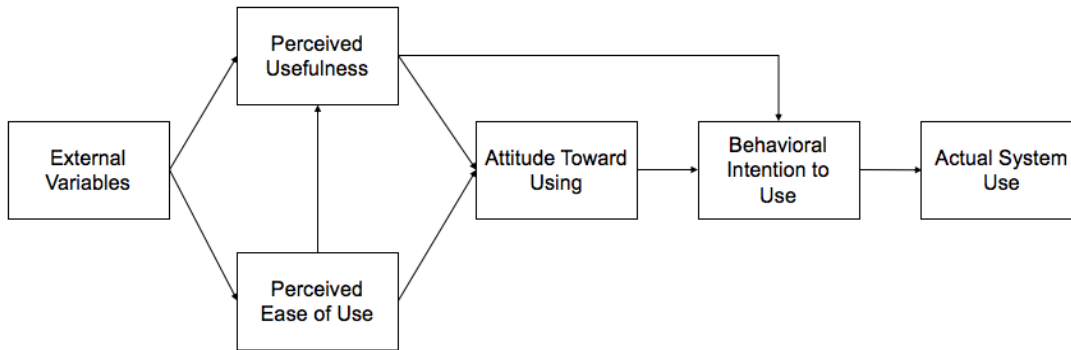 Perceived
Usefulness
External
Variables
Attitude Toward
Using
Behavioral
Intention to
Use
Actual System
Use
Perceived
Ease of Use